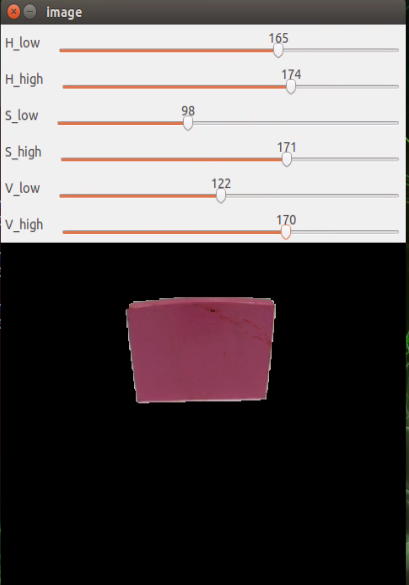 image
H_low 165
H_high 174
S_low 98
S_high 171
V_low 122
V_high 170